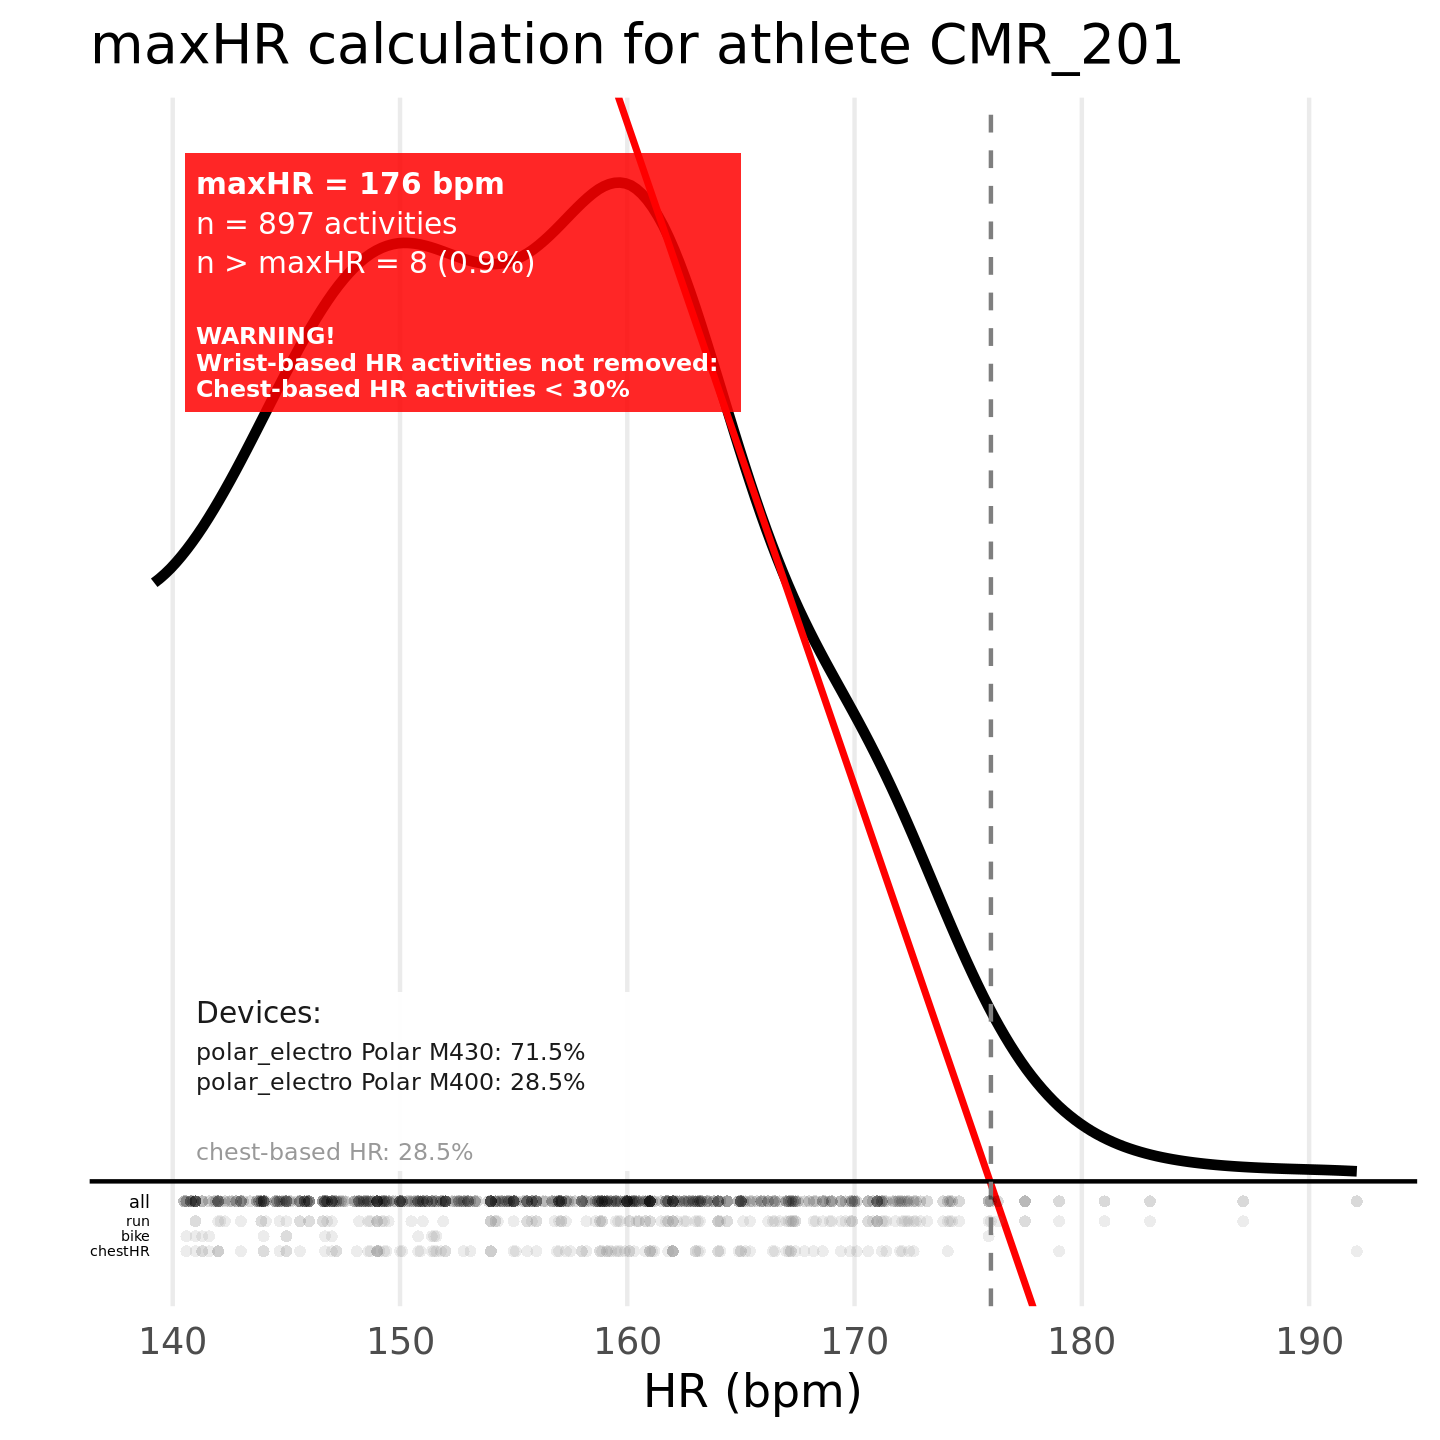 maxHR calculation for athlete CMR_201
maxHR = 176 bpm
n = 897 activities
n > maxHR = 8 (0.9%)
WARNING!
Wrist-based HR activities not removed:
Chest-based HR activities < 30%
Devices:
polar_electro Polar M430: 71.5%
polar_electro Polar M400: 28.5%
chest-based HR: 28.5%
all
run
bike
chestHR
140 150 160 170 180 190
HR (bpm)